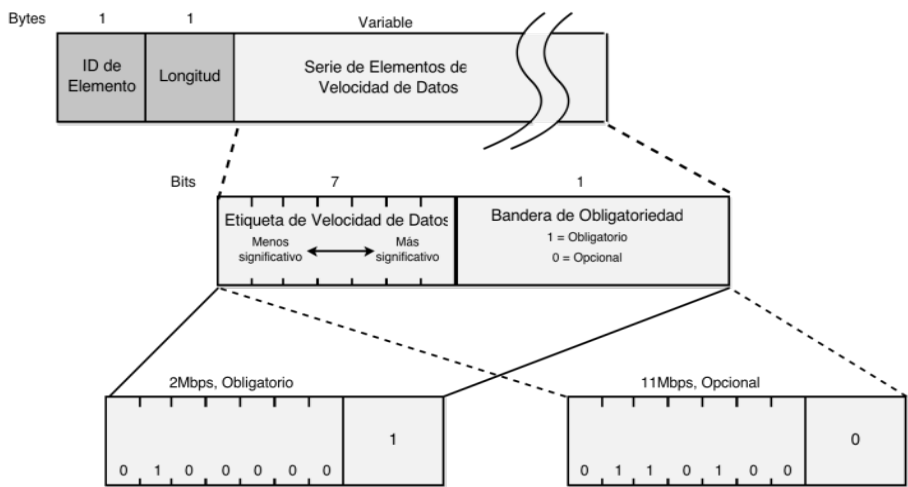 Bytes 1 1 Variable
ID de
Elemento
Longitud
Serie de Elementos de
Velocidad de Datos
Bits 7 1
Etiqueta de Velocidad de Datos
Menos
significativo
Más
significativo
Bandera de Obligatoriedad
1 = Obligatorio
0 = Opcional
2Mbps, Obligatorio
0 1 0 0 0 0 0
1
11Mbps, Opcional
0 1 1 0 1 0 0
0